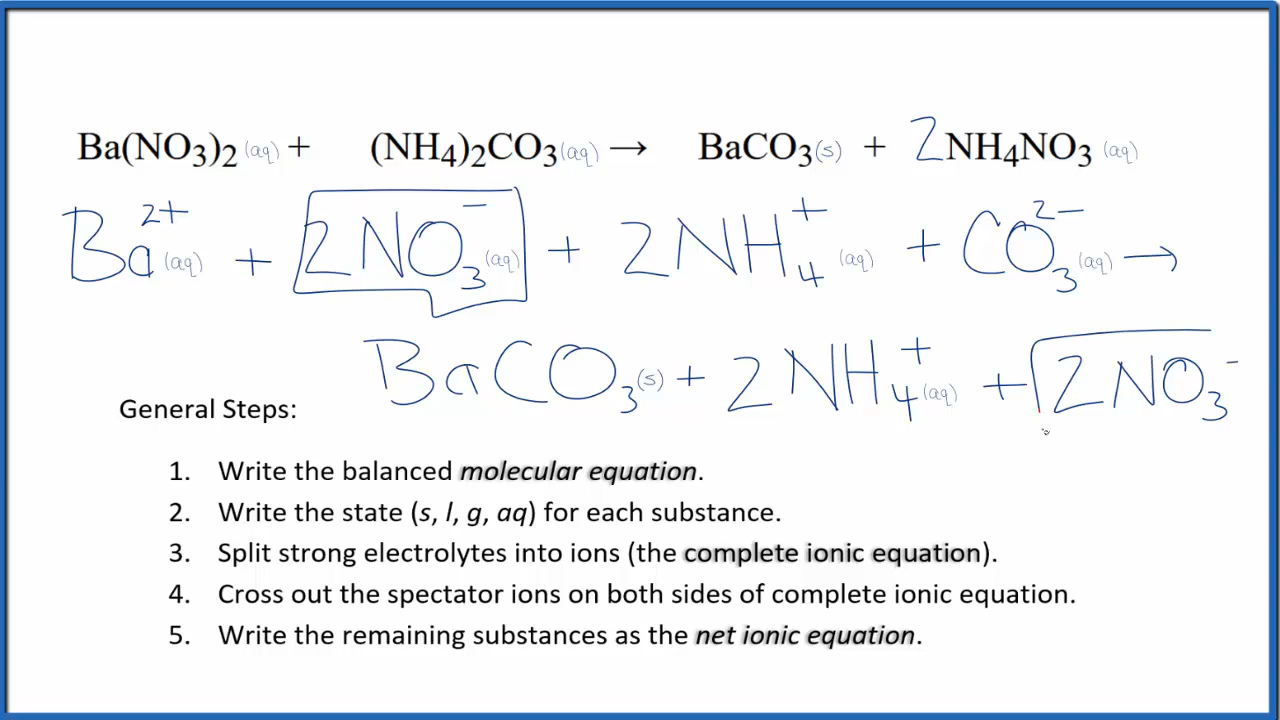 Ba(NO3)2 (aq) + (NH4)2CO3 (aq) → BaCO3 (s) + 2NH4NO3 (aq)
Ba2+ (aq) + 2NO3− (aq) + 2NH4+ (aq) + CO32− (aq) →
BaCO3 (s) + 2NH4+ (aq) + 2NO3−
General Steps:
1. Write the balanced molecular equation.
2. Write the state (s, l, g, aq) for each substance.
3. Split strong electrolytes into ions (the complete ionic equation).
4. Cross out the spectator ions on both sides of complete ionic equation.
5. Write the remaining substances as the net ionic equation.